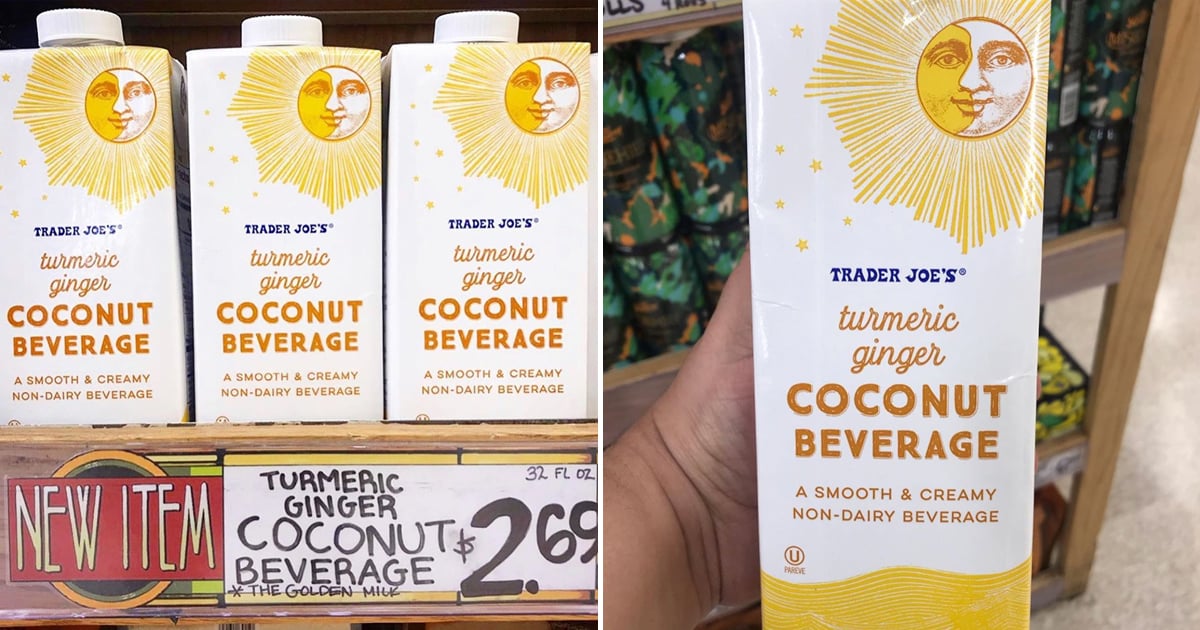 TRADER JOE'S®
turmeric
ginger
COCONUT
BEVERAGE
A SMOOTH & CREAMY
NON-DAIRY BEVERAGE
TRADER JOE'S®
turmeric
ginger
COCONUT
BEVERAGE
A SMOOTH & CREAMY
NON-DAIRY BEVERAGE
TRADER JOE'S®
turmeric
ginger
COCONUT
BEVERAGE
A SMOOTH & CREAMY
NON-DAIRY BEVERAGE
NEW ITEM
TURMERIC
GINGER
COCONUT
BEVERAGE
* THE GOLDEN MILK
32 FL OZ
$2.69
TRADER JOE'S®
turmeric
ginger
COCONUT
BEVERAGE
A SMOOTH & CREAMY
NON-DAIRY BEVERAGE
U
PAREVE